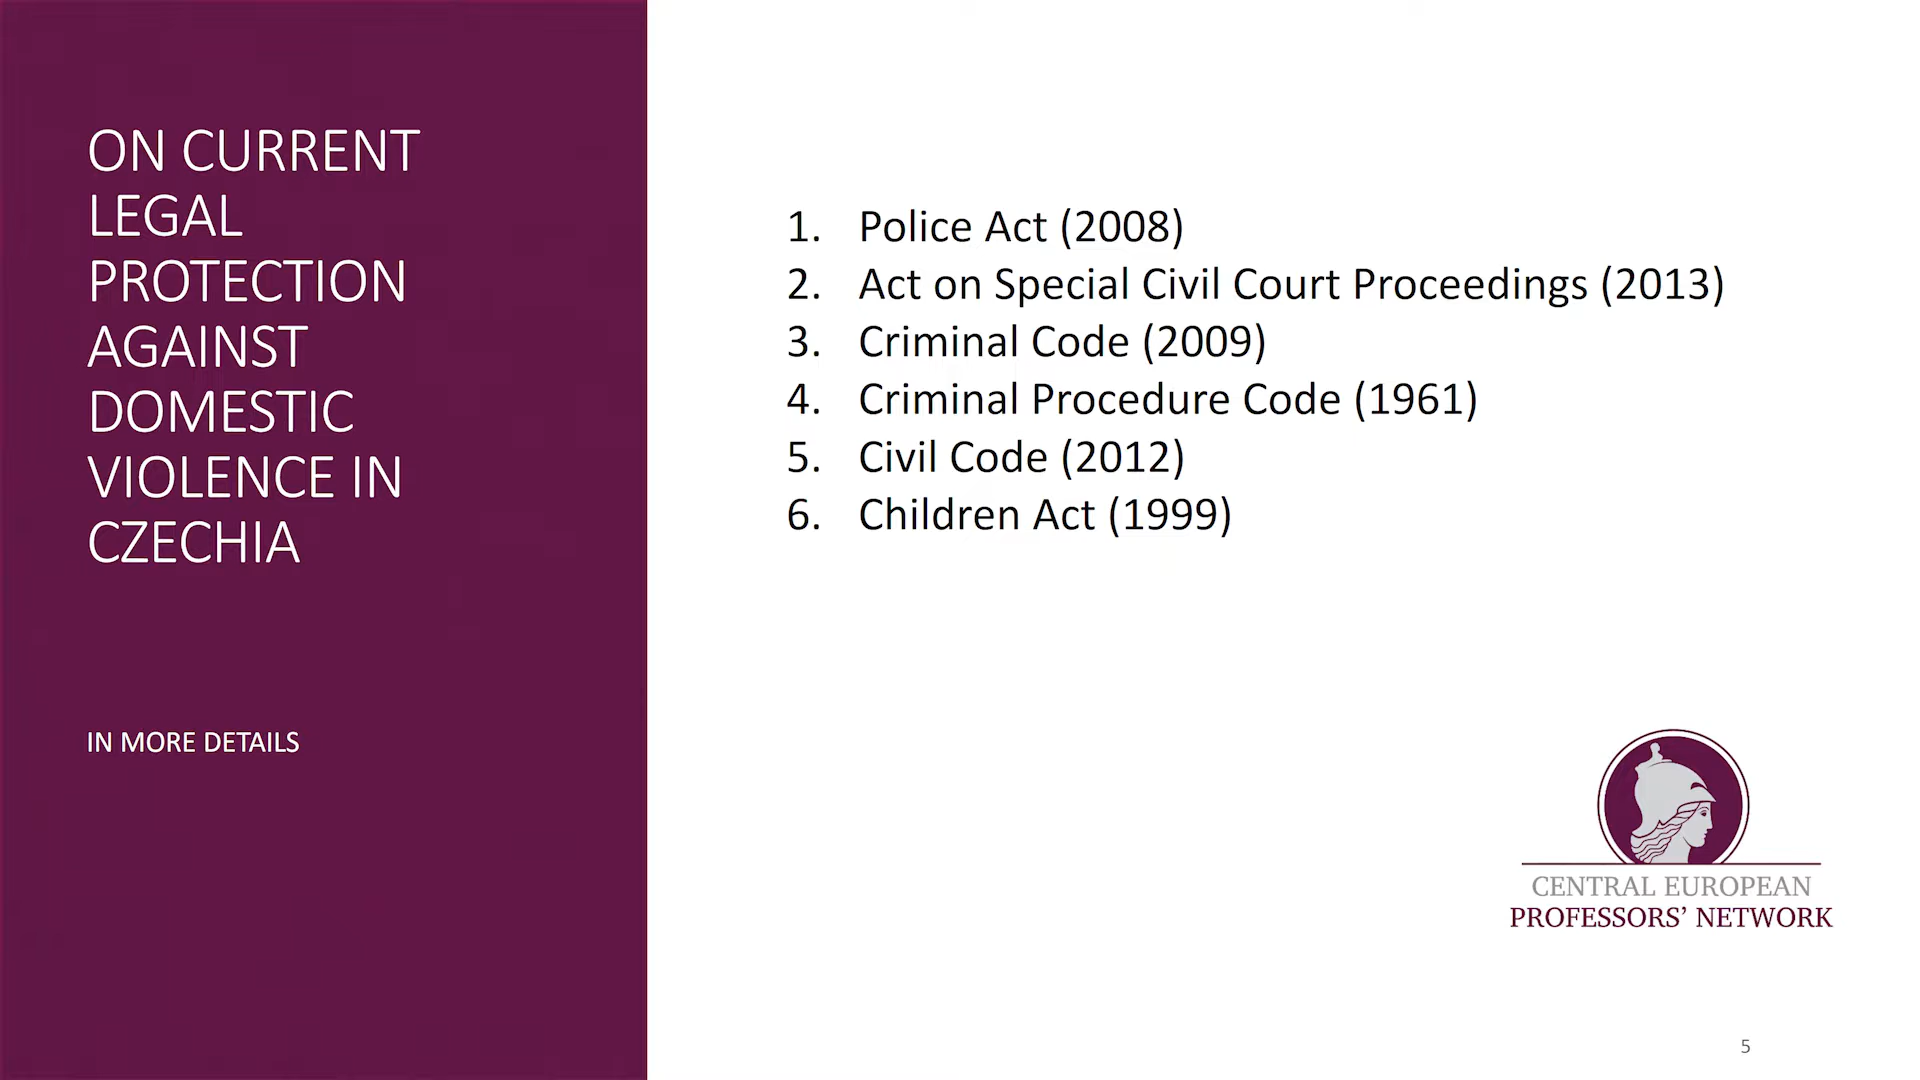 ON CURRENT
LEGAL
PROTECTION
AGAINST
DOMESTIC
VIOLENCE IN
CZECHIA
IN MORE DETAILS
1. Police Act (2008)
2. Act on Special Civil Court Proceedings (2013)
3. Criminal Code (2009)
4. Criminal Procedure Code (1961)
5. Civil Code (2012)
6. Children Act (1999)
CENTRAL EUROPEAN
PROFESSORS’ NETWORK
5